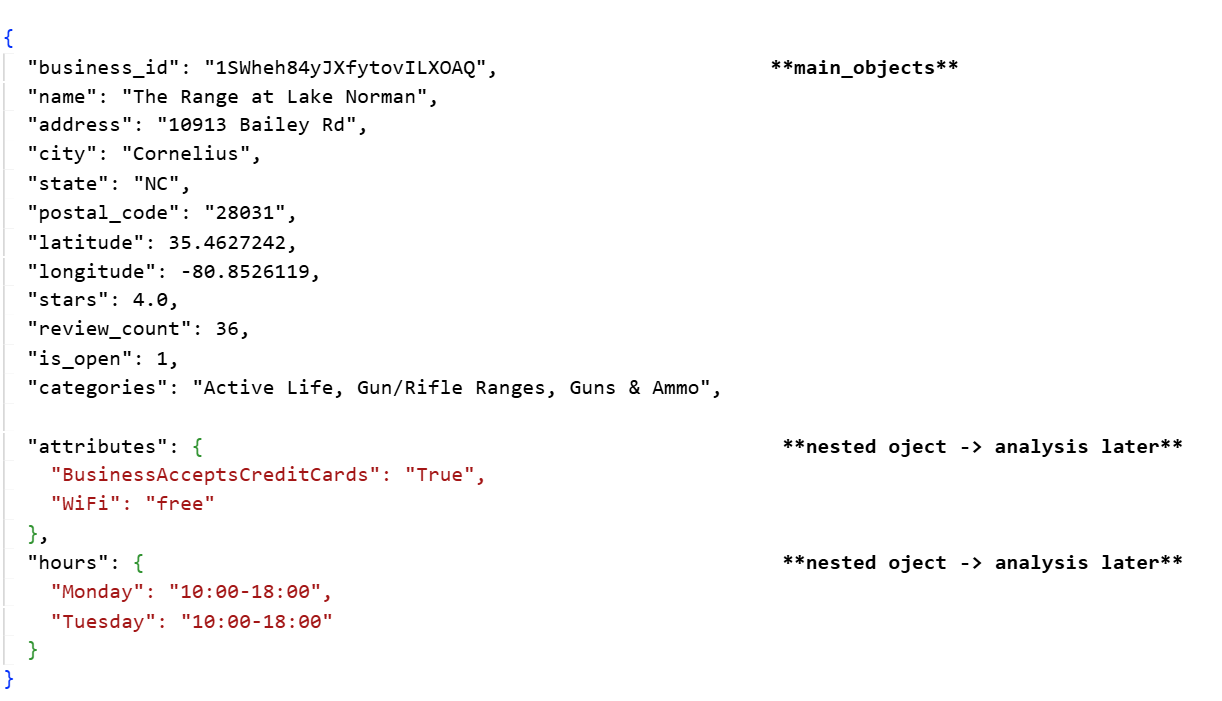 {
"business_id": "1SWheh84yJXfytovILXOAQ", **main_objects**
"name": "The Range at Lake Norman",
"address": "10913 Bailey Rd",
"city": "Cornelius",
"state": "NC",
"postal_code": "28031",
"latitude": 35.4627242,
"longitude": -80.8526119,
"stars": 4.0,
"review_count": 36,
"is_open": 1,
"categories": "Active Life, Gun/Rifle Ranges, Guns & Ammo",
"attributes": { **nested oject -> analysis later**
"BusinessAcceptsCreditCards": "True",
"WiFi": "free"
},
"hours": { **nested oject -> analysis later**
"Monday": "10:00-18:00",
"Tuesday": "10:00-18:00"
}
}